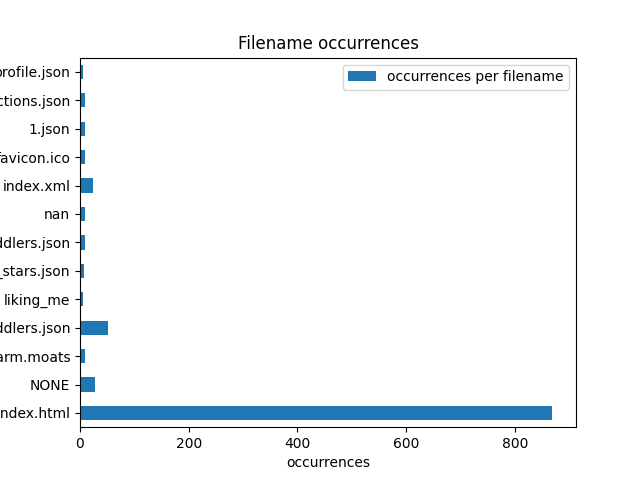 Filename occurrences
occurrences per filename
profile.json
ctions.json
1.json
favicon.ico
index.xml
nan
ddlers.json
_stars.json
liking_me
ddlers.json
arm.moats
NONE
index.html
0 200 400 600 800
occurrences